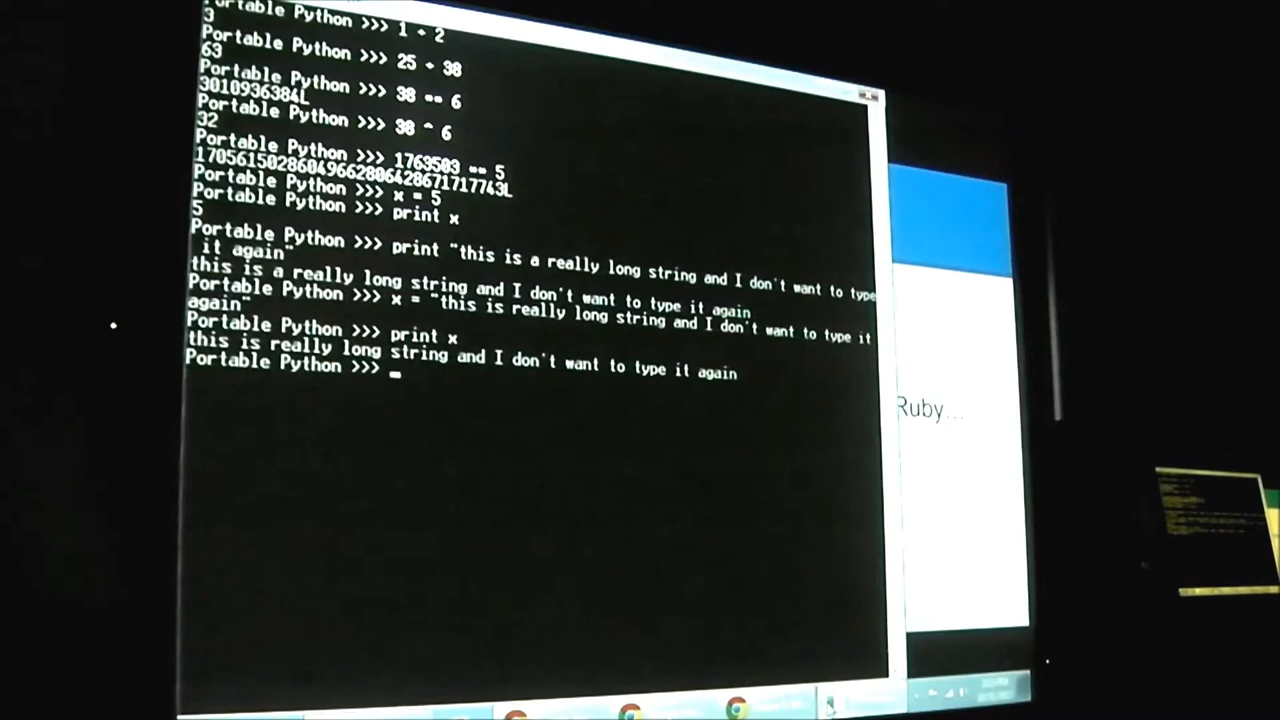 Portable Python >>> 1 + 2
3
Portable Python >>> 25 + 38
63
Portable Python >>> 38 ** 6
3010936384L
Portable Python >>> 38 ^ 6
32
Portable Python >>> 1763503 ** 5
17056150286049662806428671717743L
Portable Python >>> x = 5
Portable Python >>> print x
5
Portable Python >>> print "this is a really long string and I don't want to type
it again"
this is a really long string and I don't want to type it again
Portable Python >>> x = "this is really long string and I don't want to type it
again"
Portable Python >>> print x
this is really long string and I don't want to type it again
Portable Python >>>
Ruby...